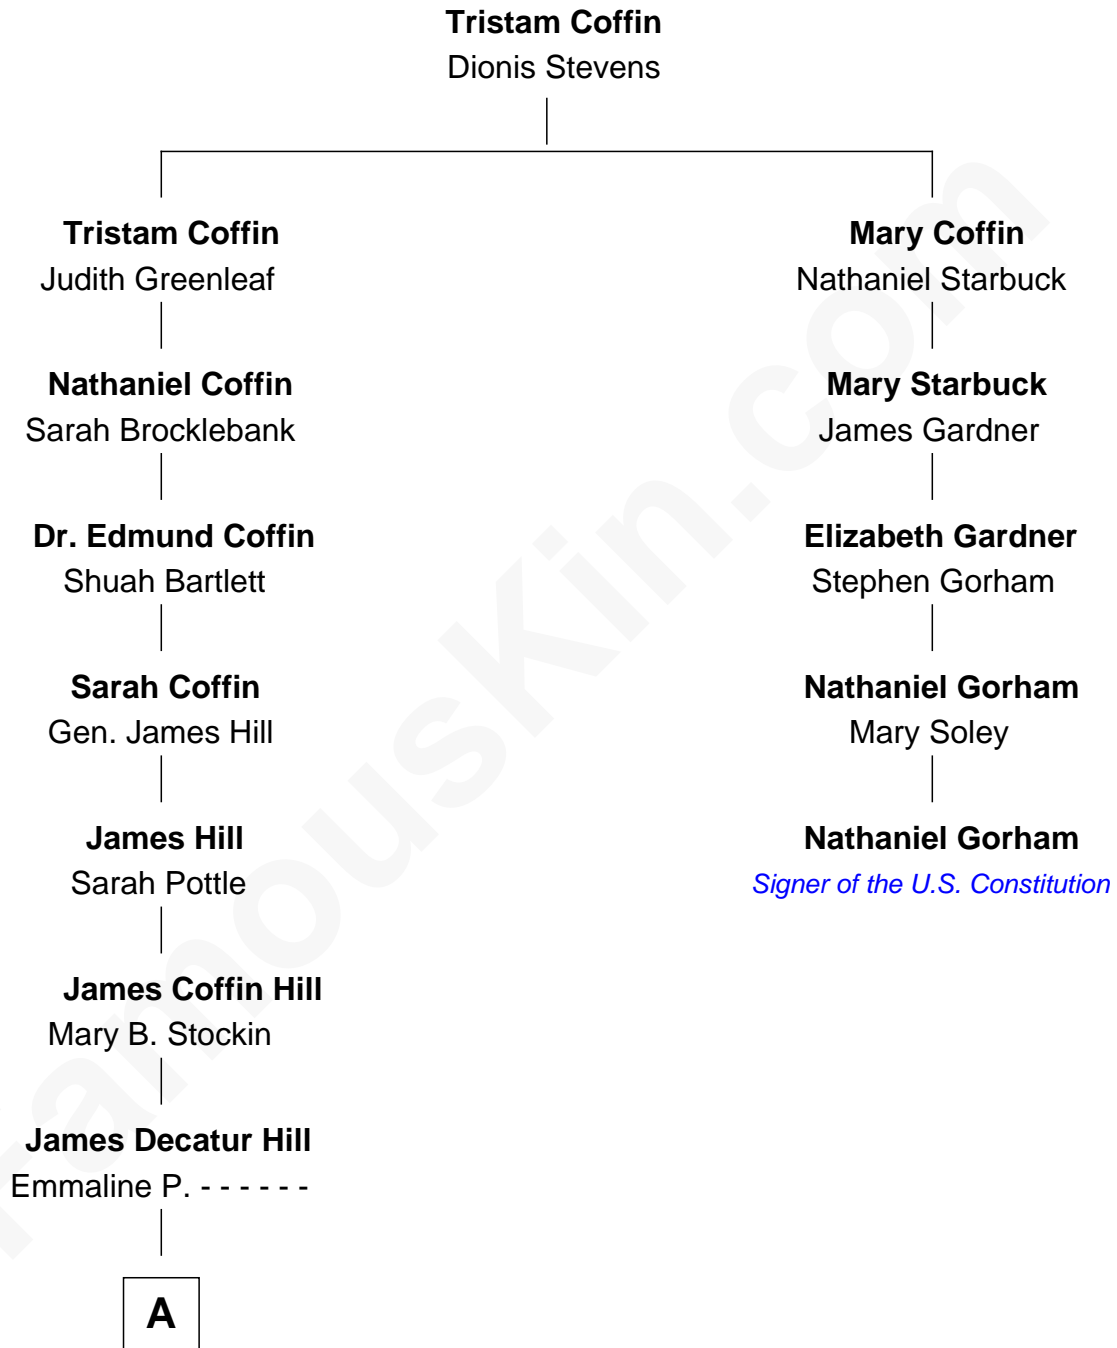 Tristam Coffin
Dionis Stevens
Tristam Coffin
Judith Greenleaf
Mary Coffin
Nathaniel Starbuck
Nathaniel Coffin
Sarah Brocklebank
Mary Starbuck
James Gardner
Dr. Edmund Coffin
Shuah Bartlett
Elizabeth Gardner
Stephen Gorham
Sarah Coffin
Gen. James Hill
Nathaniel Gorham
Mary Soley
James Hill
Sarah Pottle
Nathaniel Gorham
Signer of the U.S. Constitution
James Coffin Hill
Mary B. Stockin
James Decatur Hill
Emmaline P. - - - - - -
A
FamousKin.com